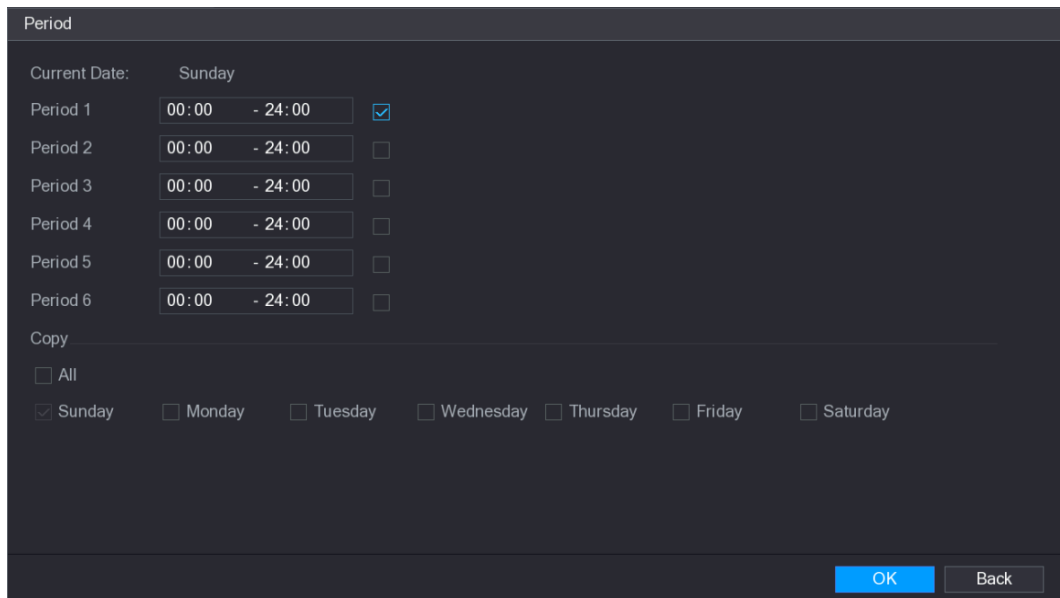 Period
Current Date: Sunday
Period 1 00:00 - 24:00
Period 2 00:00 - 24:00
Period 3 00:00 - 24:00
Period 4 00:00 - 24:00
Period 5 00:00 - 24:00
Period 6 00:00 - 24:00
Copy
All
Sunday Monday Tuesday Wednesday Thursday Friday Saturday
OK Back